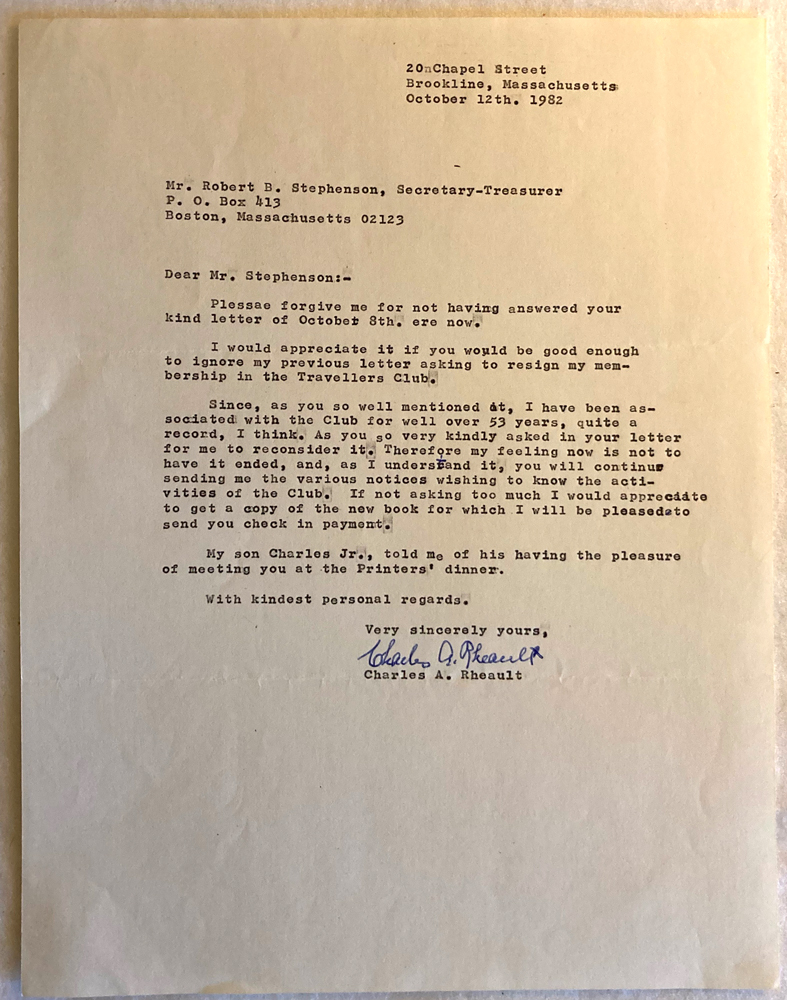 20nChapel Street
Brookline, Massachusetts
October 12th. 1982
Mr. Robert B. Stephenson, Secretary-Treasurer
P. O. Box 413
Boston, Massachusetts 02123
Dear Mr. Stephenson:-
Plessae forgive me for not having answered your
kind letter of October 8th. ere now.
I would appreciate it if you would be good enough
to ignore my previous letter asking to resign my mem-
bership in the Travellers Club.
Since, as you so well mentioned it, I have been as-
sociated with the Club for well over 53 years, quite a
record, I think. As you so very kindly asked in your letter
for me to reconsider it. Therefore my feeling now is not to
have it ended, and, as I understand it, you will continue
sending me the various notices wishing to know the acti-
vities of the Club. If not asking too much I would appreciate
to get a copy of the new book for which I will be pleased to
send you check in payment.
My son Charles Jr., told me of his having the pleasure
of meeting you at the Printers' dinner.
With kindest personal regards.
Very sincerely yours,
Charles A. Rheault
Charles A. Rheault